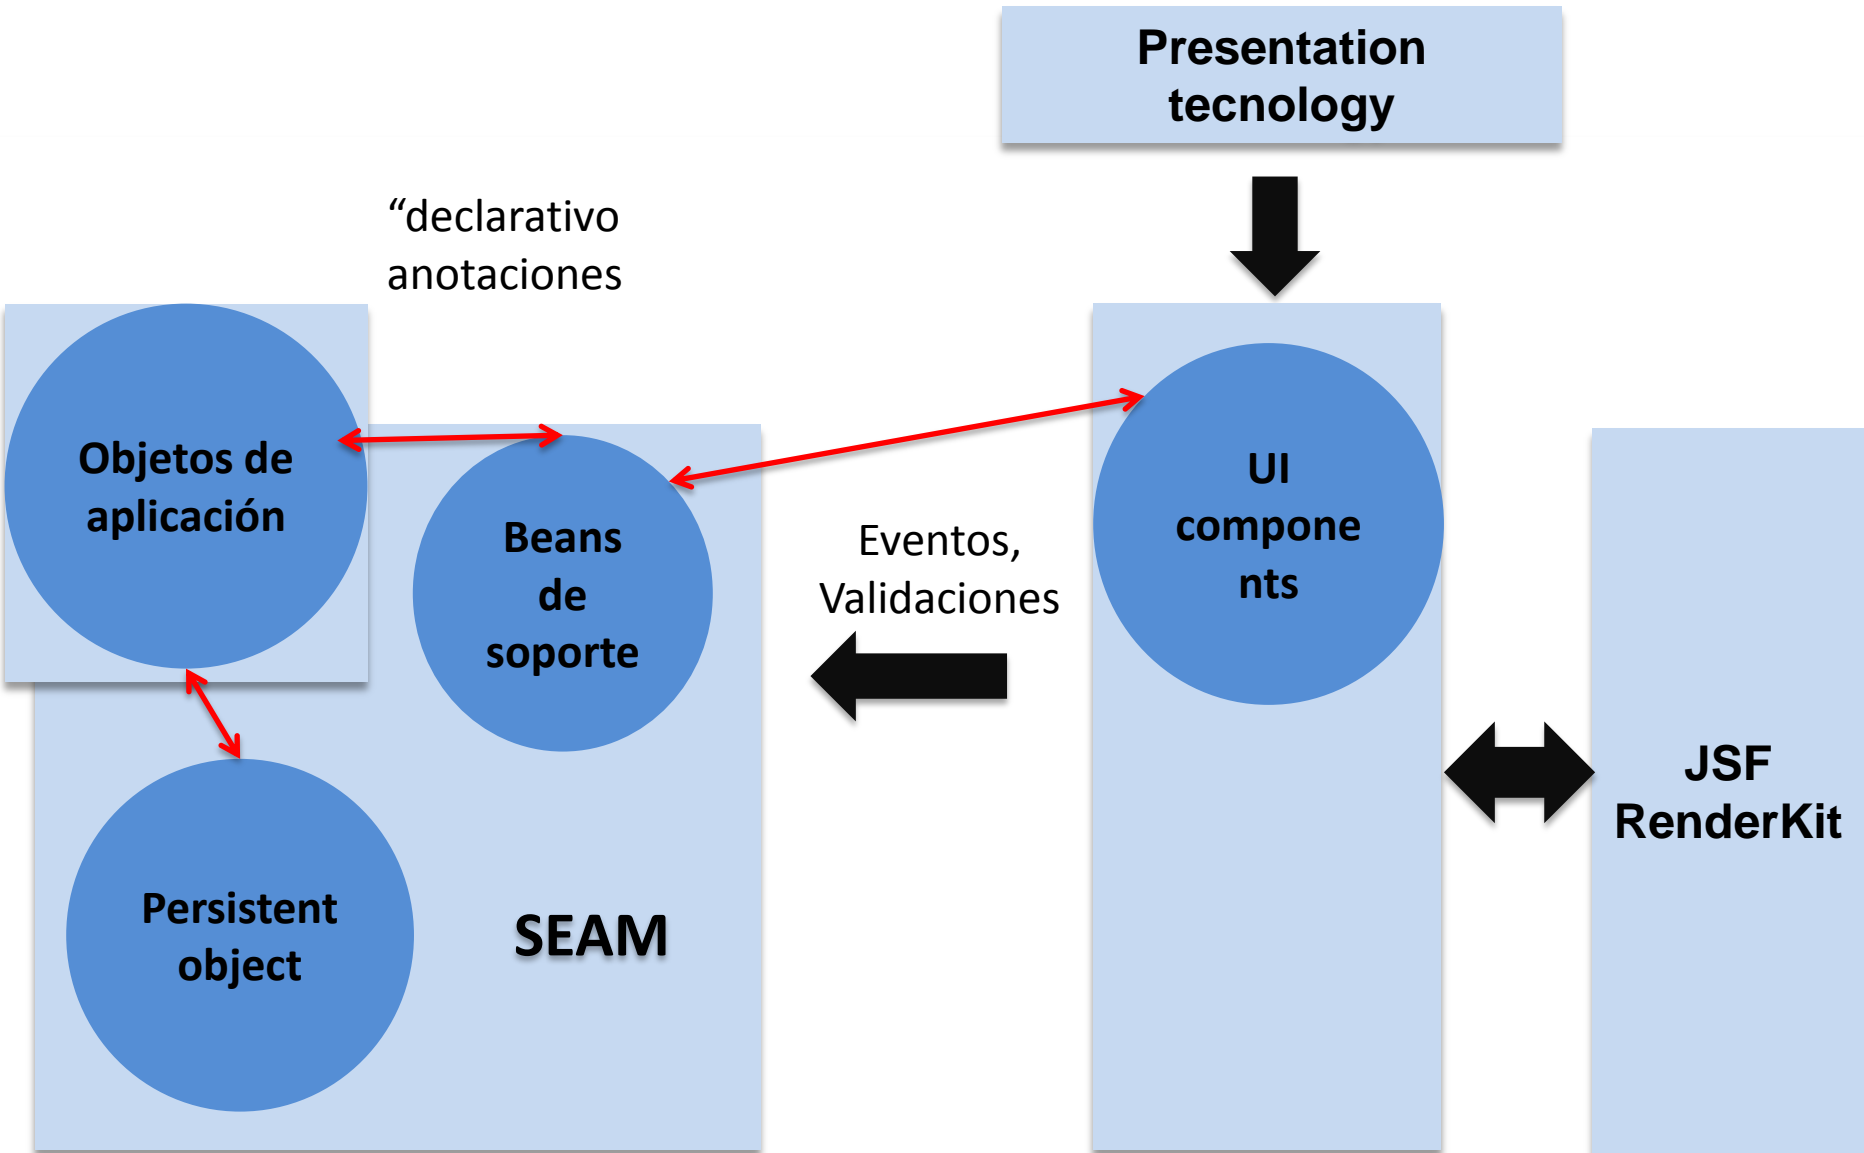 Presentation
tecnology
“declarativo
anotaciones
Objetos de
aplicación
Beans
de
soporte
Eventos,
Validaciones
UI
compone
nts
JSF
RenderKit
Persistent
object
SEAM